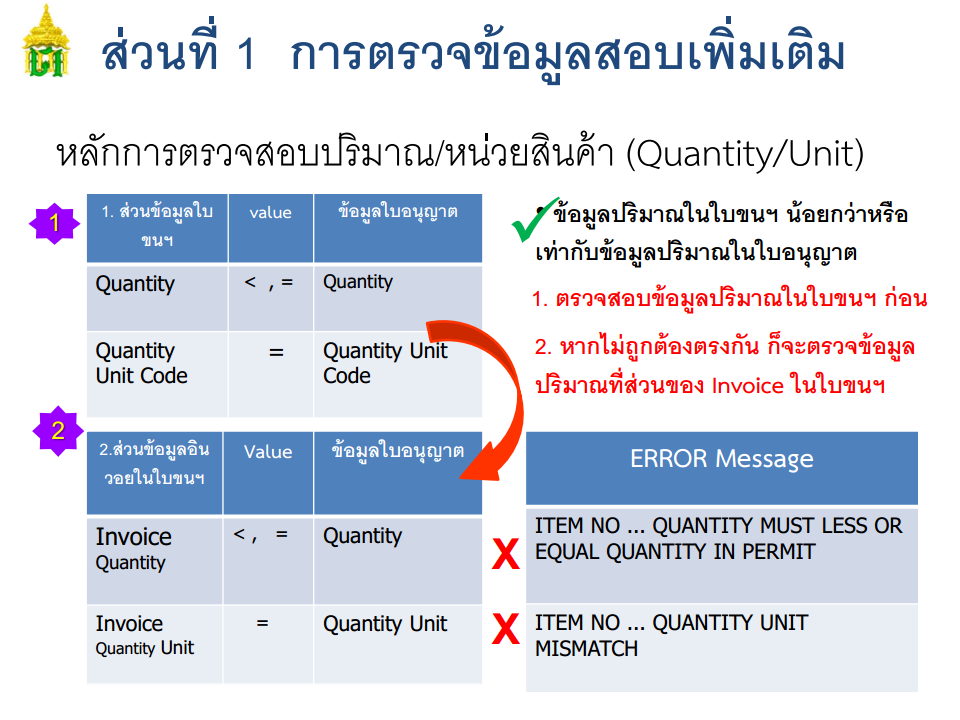 ส่วนที่ 1 การตรวจข้อมูลสอบเพิ่มเติม
หลักการตรวจสอบปริมาณ/หน่วยสินค้า (Quantity/Unit)
1
1. ส่วนข้อมูลใบ
ขนฯ
value
ข้อมูลใบอนุญาต
Quantity
< , =
Quantity
Quantity
Unit Code
=
Quantity Unit
Code
• ข้อมูลปริมาณในใบขนฯ น้อยกว่าหรือ
เท่ากับข้อมูลปริมาณในใบอนุญาต
1. ตรวจสอบข้อมูลปริมาณในใบขนฯ ก่อน
2. หากไม่ถูกต้องตรงกัน ก็จะตรวจข้อมูล
ปริมาณที่ส่วนของ Invoice ในใบขนฯ
2
2.ส่วนข้อมูลอิน
วอยในใบขนฯ
Value
ข้อมูลใบอนุญาต
Invoice
Quantity
< , =
Quantity
Invoice
Quantity Unit
=
Quantity Unit
ERROR Message
X
ITEM NO ... QUANTITY MUST LESS OR
EQUAL QUANTITY IN PERMIT
X
ITEM NO ... QUANTITY UNIT
MISMATCH